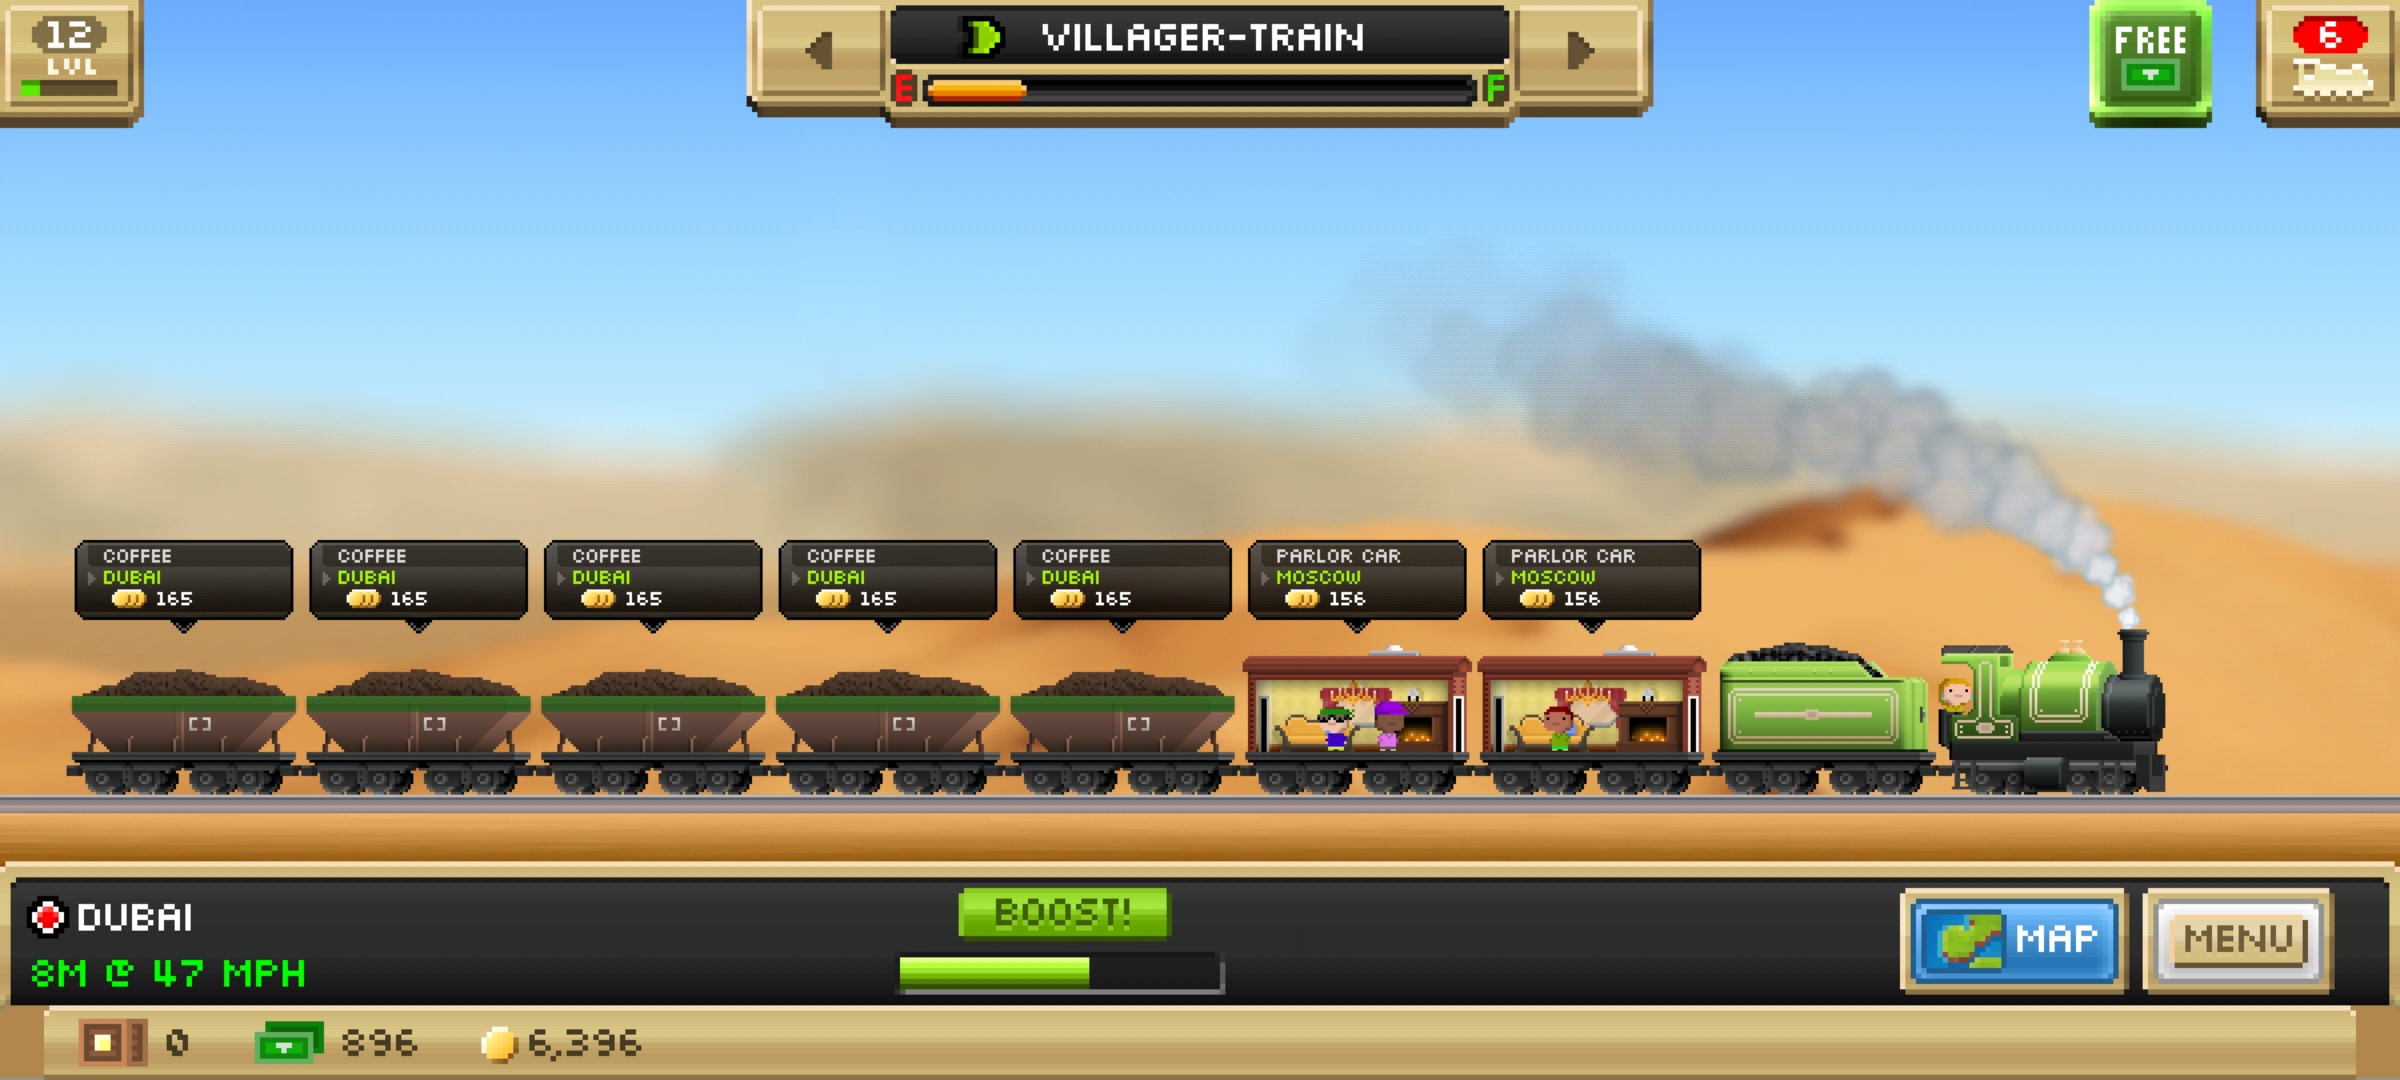 12
LVL
VILLAGER-TRAIN
E F
FREE
6
COFFEE
DUBAI
165
COFFEE
DUBAI
165
COFFEE
DUBAI
165
COFFEE
DUBAI
165
COFFEE
DUBAI
165
PARLOR CAR
MOSCOW
156
PARLOR CAR
MOSCOW
156
DUBAI
8M @ 47 MPH
BOOST!
MAP
MENU
0
896
6,396